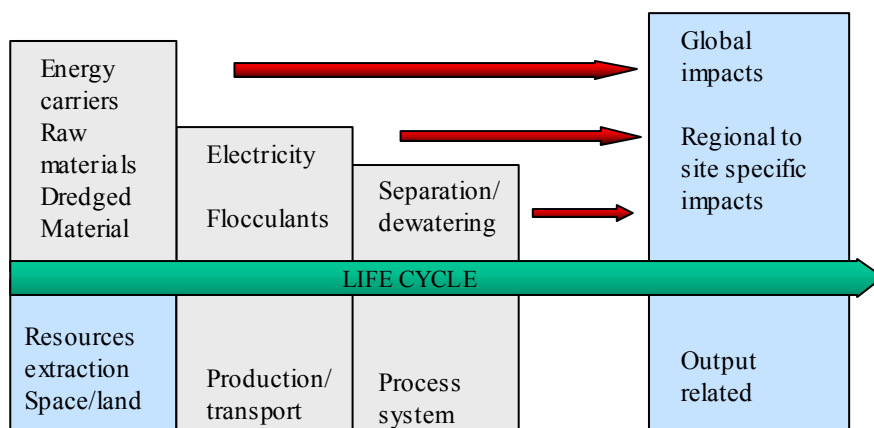 Energy
carriers
Raw
materials
Dredged
Material
Electricity
Flocculants
Separation/
dewatering
Global
impacts
Regional to
site specific
impacts
LIFE CYCLE
Resources
extraction
Space/land
Production/
transport
Process
system
Output
related